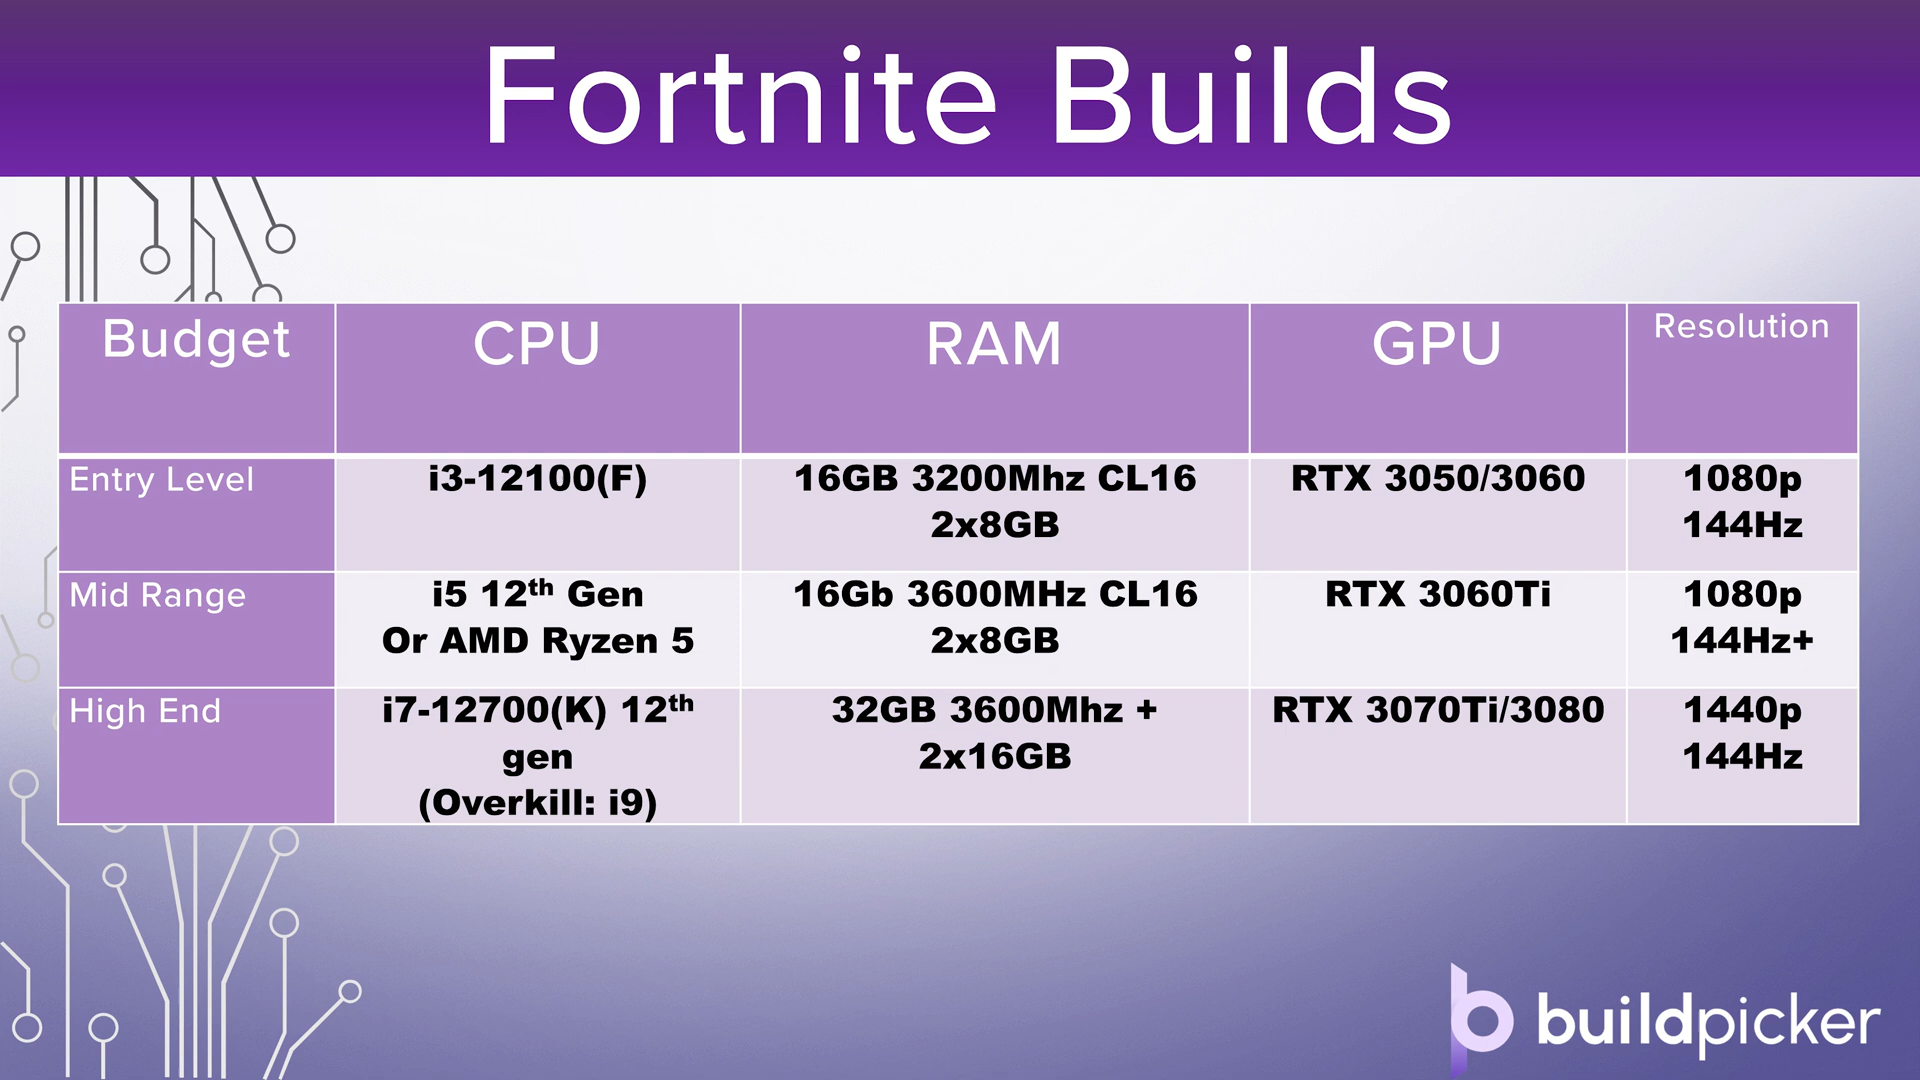 Fortnite Builds
Budget
CPU
RAM
GPU
Resolution
Entry Level
i3-12100(F)
16GB 3200Mhz CL16
2x8GB
RTX 3050/3060
1080p
144Hz
Mid Range
i5 12th Gen
Or AMD Ryzen 5
16Gb 3600MHz CL16
2x8GB
RTX 3060Ti
1080p
144Hz+
High End
i7-12700(K) 12th
gen
(Overkill: i9)
32GB 3600Mhz +
2x16GB
RTX 3070Ti/3080
1440p
144Hz
buildpicker